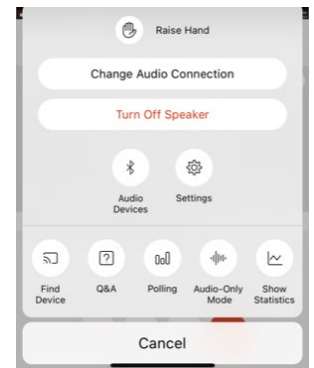 Raise Hand
Change Audio Connection
Turn Off Speaker
Audio
Devices
Settings
Find
Device
Q&A
Polling
Audio-Only
Mode
Show
Statistics
Cancel